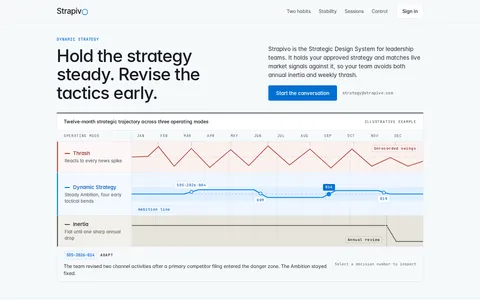 Strapivo
Two habits
Stability
Sessions
Control
Sign in
DYNAMIC STRATEGY
Hold the strategy
steady. Revise the
tactics early.
Strapivo is the Strategic Design System for leadership
teams. It holds your approved strategy and matches live
market signals against it, so your team avoids both
annual inertia and weekly thrash.
Start the conversation
strategy@strapivo.com
Twelve-month strategic trajectory across three operating modes
ILLUSTRATIVE EXAMPLE
OPERATING MODE
JAN
FEB
MAR
APR
MAY
JUN
JUL
AUG
SEP
OCT
NOV
DEC
Thrash
Reacts to every news spike
Unrecorded swings
Dynamic Strategy
Steady Ambition, four early
tactical bends
SDS-2026-014
Ambition line
Inertia
Flat until one sharp annual
drop
Annual review
ADAPT
The team revised two channel activities after a primary competitor filing entered the danger zone. The Ambition stayed
fixed.
Select a decision number to inspect